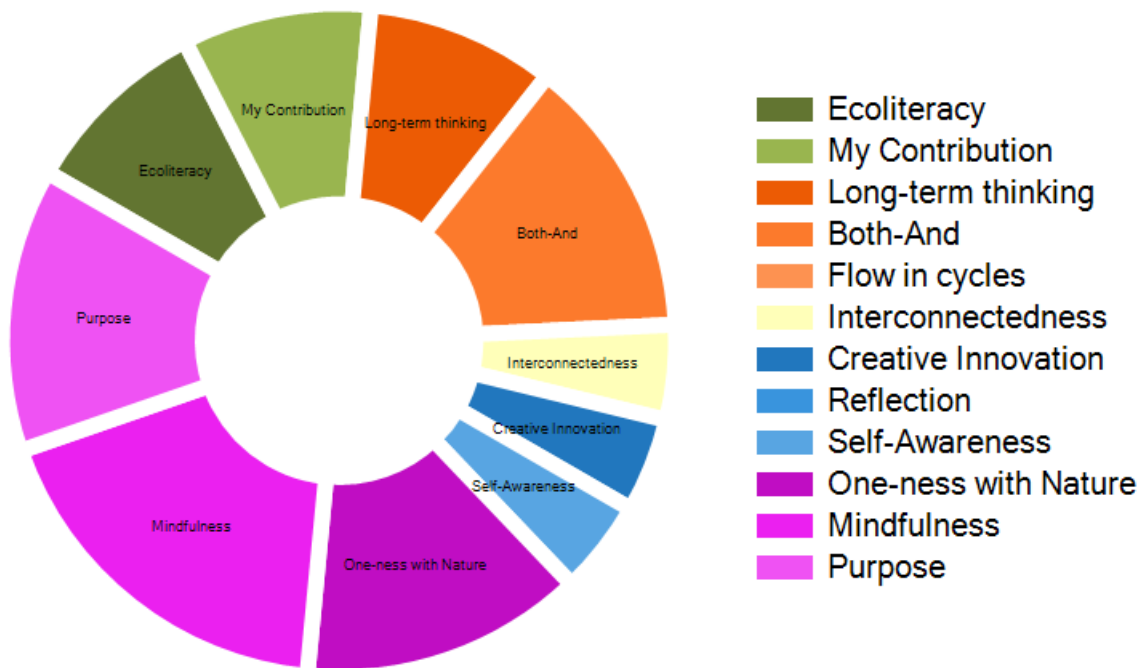 My Contribution
Long-term thinking
Ecoliteracy
Both-And
Purpose
Interconnectedness
Creative Innovation
Self-Awareness
Mindfulness
One-ness with Nature
Ecoliteracy
My Contribution
Long-term thinking
Both-And
Flow in cycles
Interconnectedness
Creative Innovation
Reflection
Self-Awareness
One-ness with Nature
Mindfulness
Purpose